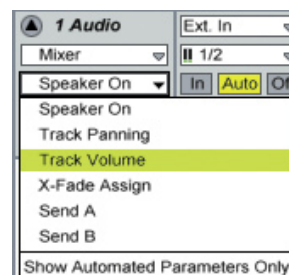 1 Audio
Ext. In
Mixer
1/2
Speaker On
In Auto
Speaker On
Track Panning
Track Volume
X-Fade Assign
Send A
Send B
Show Automated Parameters Only